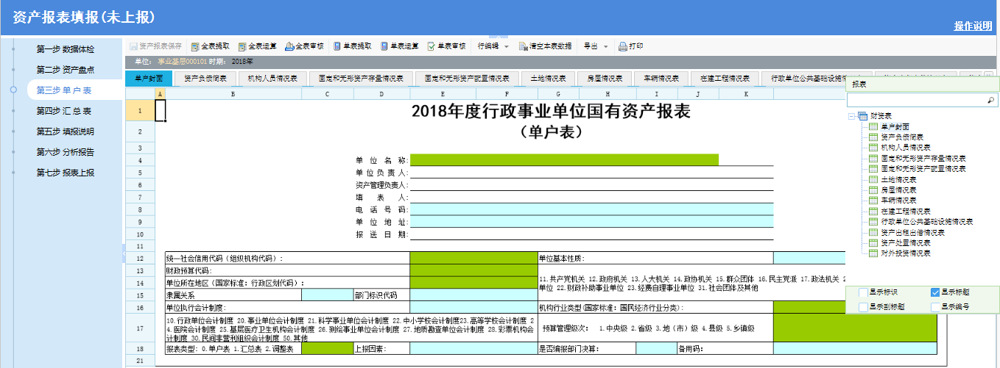 资产报表填报(未上报)
操作说明
第一步 数据体检
第二步 资产盘点
第三步 单 户 表
第四步 汇 总 表
第五步 填报说明
第六步 分析报告
第七步 报表上报
资产报表保存 全表提取 全表运算 全表审核 单表提取 单表运算 单表审核 行编辑 清空本表数据 导出 打印
单位: 事业基层000101 时期: 2018年
单户封面 资产负债简表 机构人员情况表 固定和无形资产存量情况表 固定和无形资产配置情况表 土地情况表 房屋情况表 车辆情况表 在建工程情况表 行政单位公共基础设施情
A B C D E F G H I J K
1 2018年度行政事业单位国有资产报表
2 （单户表）
3
4 单 位 名 称:
5 单 位 负 责 人:
6 资产管理负责人:
7 填 表 人:
8 电 话 号 码:
9 单 位 地 址:
10 报 送 日 期:
11
12 统一社会信用代码（组织机构代码）: 单位基本性质:
13 财政预算代码:
14 单位所在地区（国家标准：行政区划代码）:
11.共产党机关 12.政府机关 13.人大机关 14.政协机关 15.群众团体 16.民主党派 17.政法机关
单位 22.财政补助事业单位 23.经费自理事业单位 31.社会团体及其他
15 隶属关系 部门标识代码
16 单位执行会计制度: 机构行业类型(国家标准：国民经济行业分类):
17
10.行政单位会计制度 20.事业单位会计制度 21.科学事业单位会计制度 22.中小学校会计制度23.高等学校会计制度 2
4.医院会计制度 25.基层医疗卫生机构会计制度 26.测绘事业单位会计制度 27.地质勘查单位会计制度 28.彩票机构会
计制度 30.民间非营利组织会计制度 50.其他
预算管理级次： 1.中央级 2.省级 3.地（市）级 4.县级 5.乡镇级
18 报表类型: 0.单户表 1.汇总表 2.调整表 上报因素: 是否编报部门决算: 备用码:
21
报表
财资表
单户封面
资产负债简表
机构人员情况表
固定和无形资产存量情况表
固定和无形资产配置情况表
土地情况表
房屋情况表
车辆情况表
在建工程情况表
行政单位公共基础设施情况表
资产出租出借情况表
资产处置情况表
对外投资情况表
显示标识 显示标题
显示副标题 显示编号